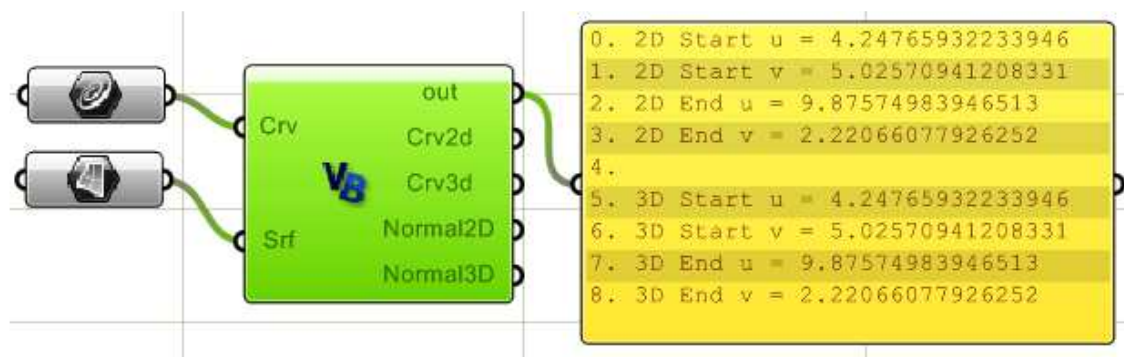 Crv
Srf
VB
out
Crv2d
Crv3d
Normal2D
Normal3D
0. 2D Start u = 4.24765932233946
1. 2D Start v = 5.02570941208331
2. 2D End u = 9.87574983946513
3. 2D End v = 2.22066077926252
4.
5. 3D Start u = 4.24765932233946
6. 3D Start v = 5.02570941208331
7. 3D End u = 9.87574983946513
8. 3D End v = 2.22066077926252